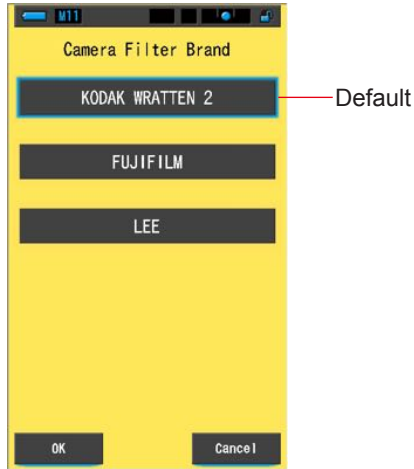 M11
Camera Filter Brand
KODAK WRATTEN 2
Default
FUJIFILM
LEE
OK
Cancel